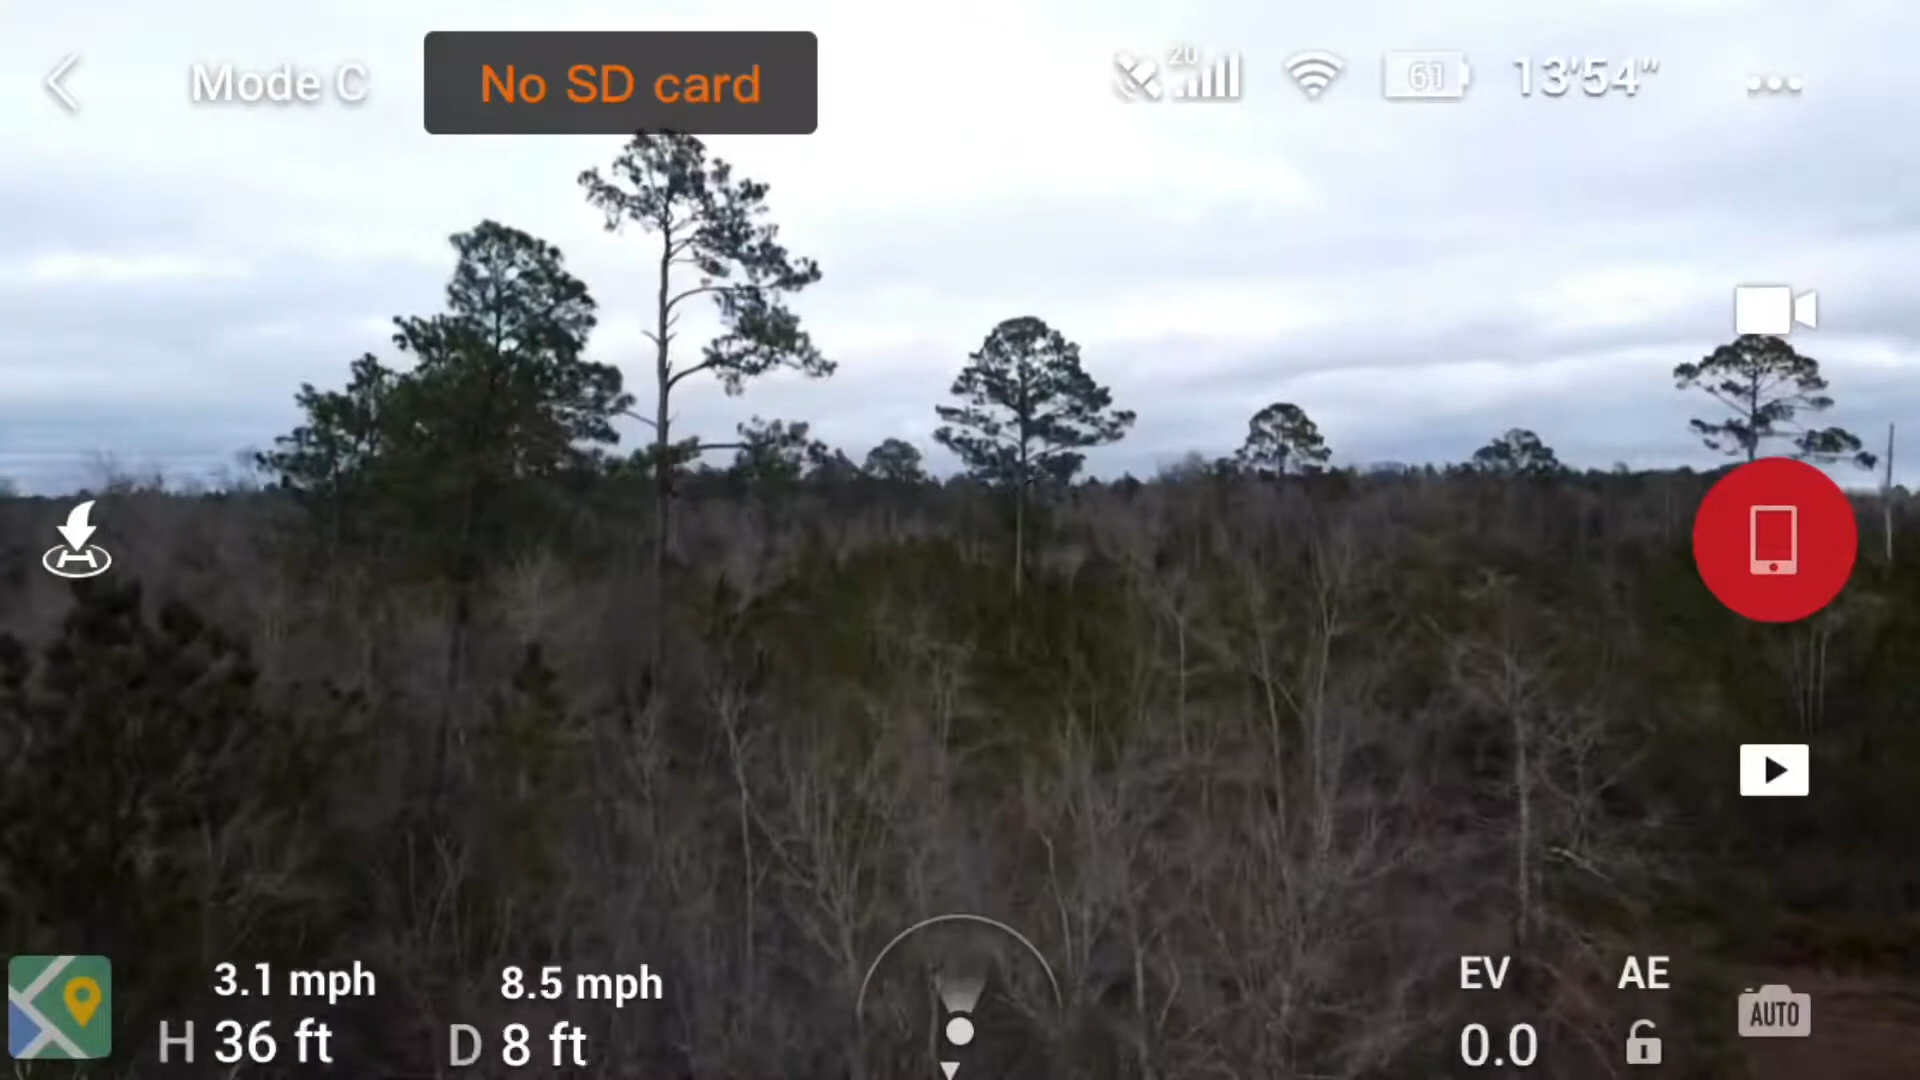 Mode C
No SD card
20
61
13'54"
3.1 mph
8.5 mph
H 36 ft
D 8 ft
EV
0.0
AE
AUTO